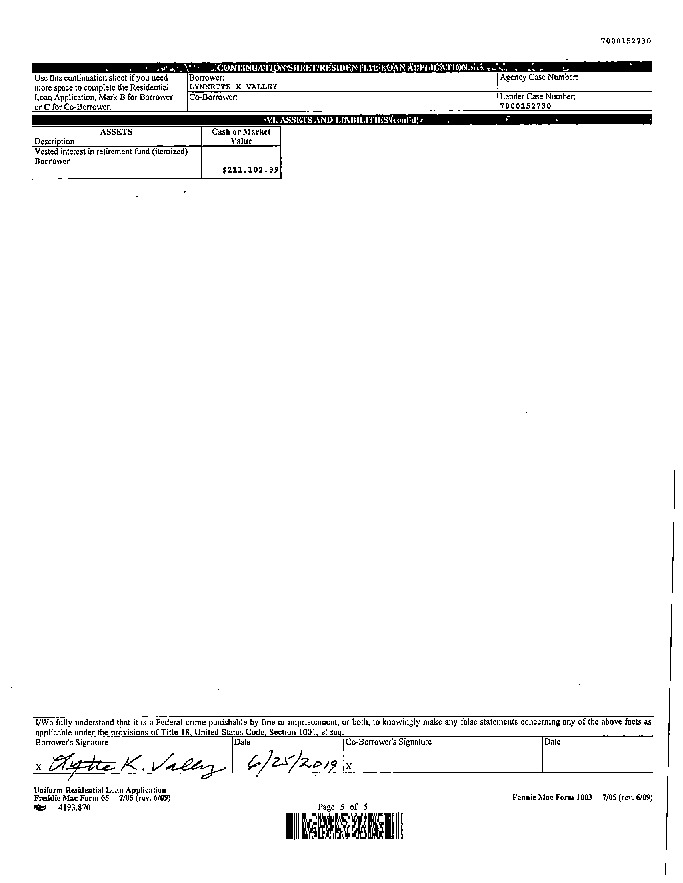 7000152730
CONTINUATION SHEET/RESIDENTIAL LOAN APPLICATION
Use this continuation sheet if you need
more space to complete the Residential
Loan Application. Mark B for Borrower
or C for Co-Borrower.
Borrower:
LYNNETTE K VALLEY
Co-Borrower:
Agency Case Number:
Lender Case Number:
7000152730
VI. ASSETS AND LIABILITIES (cont'd)
ASSETS
Description
Cash or Market
Value
Vested interest in retirement fund (itemized)
Borrower
$211,102.99
I/We fully understand that it is a Federal crime punishable by fine or imprisonment, or both, to knowingly make any false statements concerning any of the above facts as
applicable under the provisions of Title 18, United States Code, Section 1001, et seq.
Borrower's Signature
Date
Co-Borrower's Signature
Date
X K. Valley
6/25/2019
X
Uniform Residential Loan Application
Freddie Mac Form 65 7/05 (rev. 6/09)
4193.870
Page 5 of 5
Fannie Mae Form 1003 7/05 (rev. 6/09)